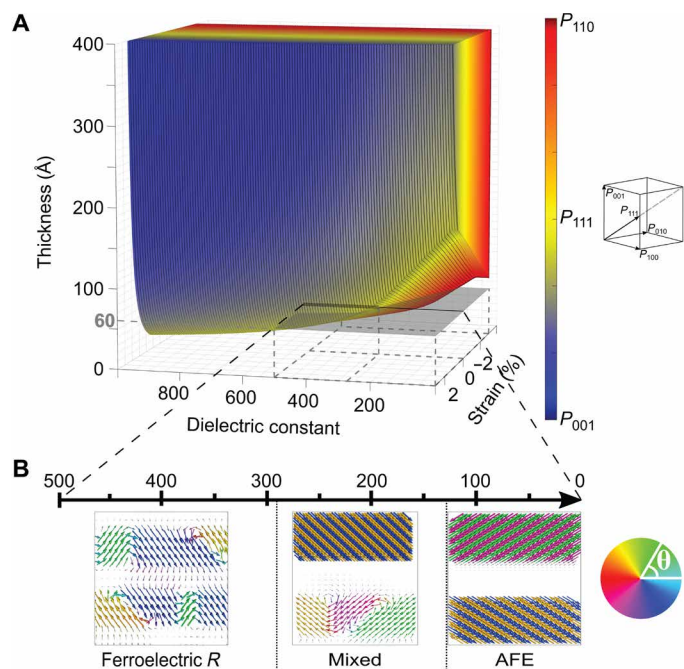 A
400
300
200
100
60
0
Thickness (Å)
800
600
400
200
Dielectric constant
2
0
-2
Strain (%)
P110
P111
P001
P001
P111
P010
P100
B
500
400
300
200
100
0
θ
Ferroelectric R
Mixed
AFE